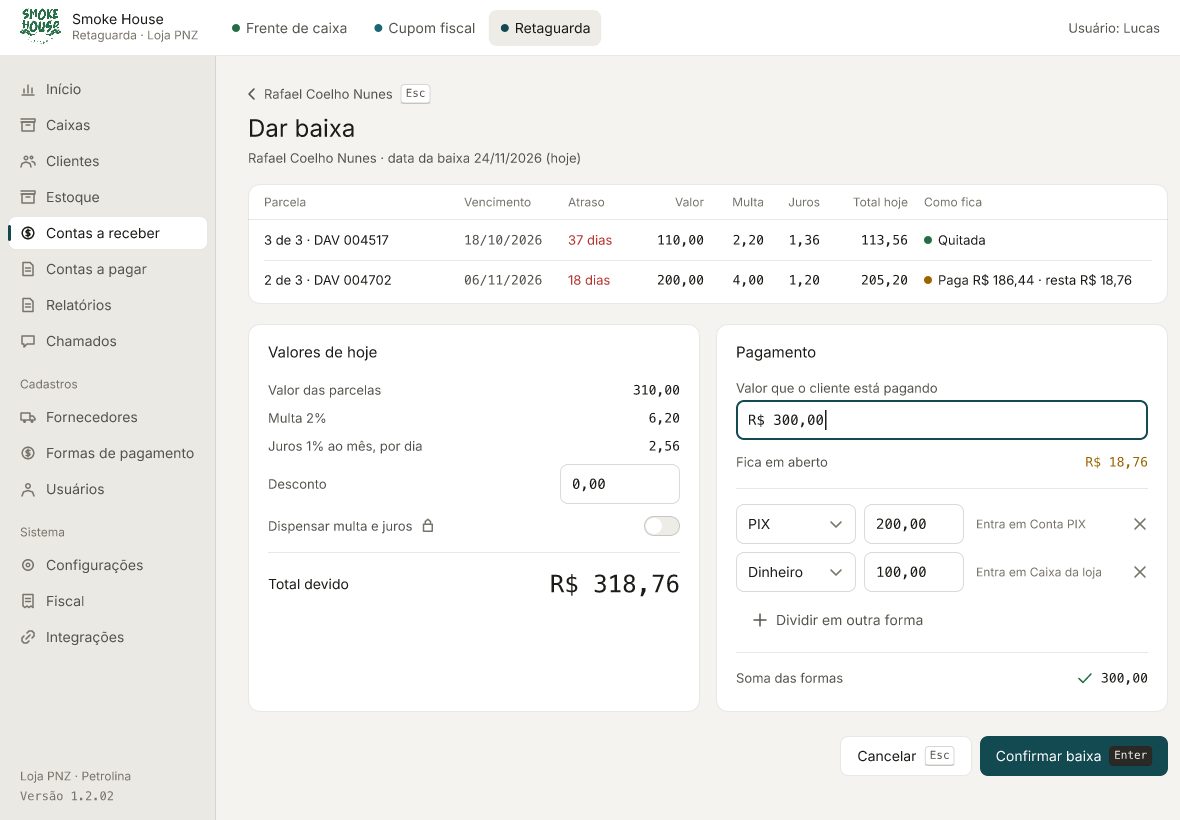 SMOKE HOUSE
Smoke House
Retaguarda · Loja PNZ
Frente de caixa
Cupom fiscal
Retaguarda
Usuário: Lucas
Início
Caixas
Clientes
Estoque
Contas a receber
Contas a pagar
Relatórios
Chamados
Cadastros
Fornecedores
Formas de pagamento
Usuários
Sistema
Configurações
Fiscal
Integrações
Loja PNZ · Petrolina
Versão 1.2.02
Rafael Coelho Nunes Esc
Dar baixa
Rafael Coelho Nunes · data da baixa 24/11/2026 (hoje)
Parcela Vencimento Atraso Valor Multa Juros Total hoje Como fica
3 de 3 · DAV 004517 18/10/2026 37 dias 110,00 2,20 1,36 113,56 Quitada
2 de 3 · DAV 004702 06/11/2026 18 dias 200,00 4,00 1,20 205,20 Paga R$ 186,44 · resta R$ 18,76
Valores de hoje
Valor das parcelas 310,00
Multa 2% 6,20
Juros 1% ao mês, por dia 2,56
Desconto 0,00
Dispensar multa e juros
Total devido R$ 318,76
Pagamento
Valor que o cliente está pagando
R$ 300,00
Fica em aberto R$ 18,76
PIX 200,00 Entra em Conta PIX
Dinheiro 100,00 Entra em Caixa da loja
Dividir em outra forma
Soma das formas 300,00
Cancelar Esc
Confirmar baixa Enter